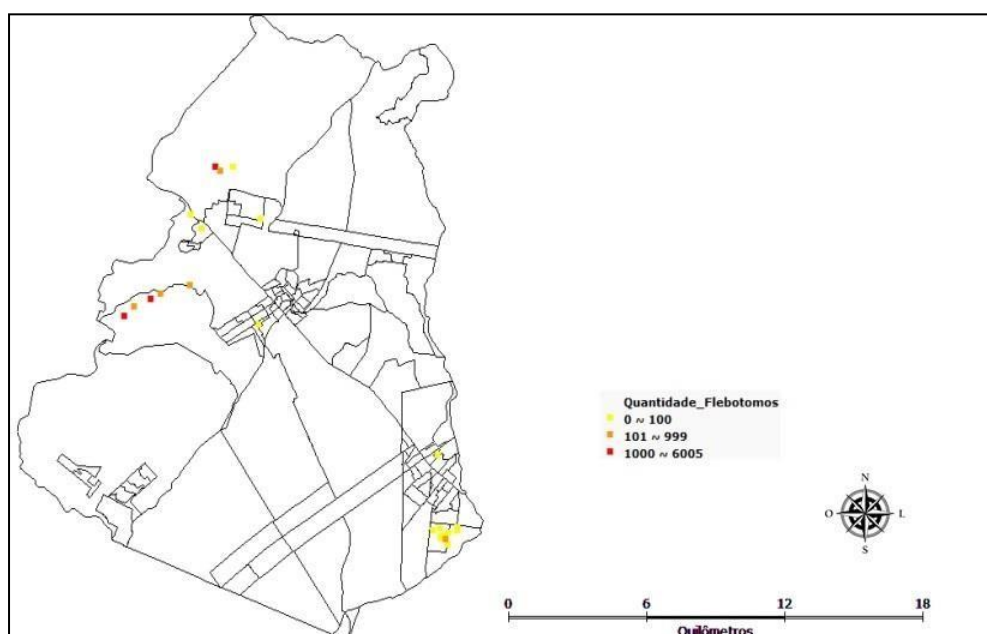 Quantidade_Flebotomos
0 ~ 100
101 ~ 999
1000 ~ 6005
N
O L
S
0 6 12 18
Quilômetros